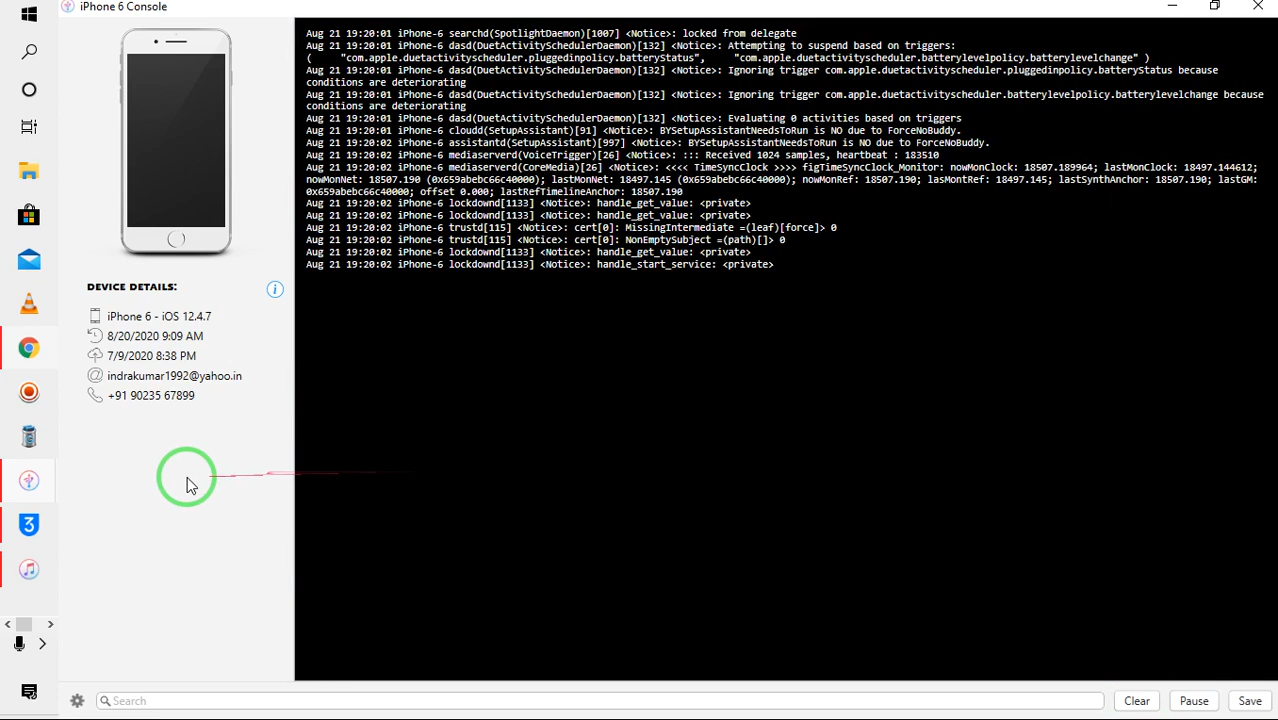 iPhone 6 Console
Aug 21 19:20:01 iPhone-6 searchd(SpotlightDaemon)[1007] <Notice>: locked from delegate
Aug 21 19:20:01 iPhone-6 dasd(DuetActivitySchedulerDaemon)[132] <Notice>: Attempting to suspend based on triggers:
(    "com.apple.duetactivityscheduler.pluggedinpolicy.batteryStatus",    "com.apple.duetactivityscheduler.batterylevelpolicy.batterylevelchange" )
Aug 21 19:20:01 iPhone-6 dasd(DuetActivitySchedulerDaemon)[132] <Notice>: Ignoring trigger com.apple.duetactivityscheduler.pluggedinpolicy.batteryStatus because
conditions are deteriorating
Aug 21 19:20:01 iPhone-6 dasd(DuetActivitySchedulerDaemon)[132] <Notice>: Ignoring trigger com.apple.duetactivityscheduler.batterylevelpolicy.batterylevelchange because
conditions are deteriorating
Aug 21 19:20:01 iPhone-6 dasd(DuetActivitySchedulerDaemon)[132] <Notice>: Evaluating 0 activities based on triggers
Aug 21 19:20:01 iPhone-6 cloudd(SetupAssistant)[91] <Notice>: BYSetupAssistantNeedsToRun is NO due to ForceNoBuddy.
Aug 21 19:20:01 iPhone-6 assistantd(SetupAssistant)[997] <Notice>: BYSetupAssistantNeedsToRun is NO due to ForceNoBuddy.
Aug 21 19:20:01 iPhone-6 mediaserverd(VoiceTrigger)[26] <Notice>: ::: Received 1024 samples, heartbeat : 183510
Aug 21 19:20:01 iPhone-6 mediaserverd(CoreMedia)[26] <Notice>: <<<< TimeSyncClock >>>> figTimeSyncClock_Monitor: nowMonClock: 18507.189964; lastMonClock: 18497.144612;
nowMonNet: 18507.190 (0x659abebc66c40000); lastMonNet: 18497.145 (0x659abebc66c40000); nowMonRef: 18507.190; lasMontRef: 18497.145; lastSynthAnchor: 18507.190; lastGM:
0x659abebc66c40000; offset 0.000; lastRefTimelineAnchor: 18507.190
Aug 21 19:20:02 iPhone-6 lockdownd[1133] <Notice>: handle_get_value: <private>
Aug 21 19:20:02 iPhone-6 lockdownd[1133] <Notice>: handle_get_value: <private>
Aug 21 19:20:02 iPhone-6 trustd[115] <Notice>: cert[0]: MissingIntermediate =(leaf)[force]> 0
Aug 21 19:20:02 iPhone-6 trustd[115] <Notice>: cert[0]: NonEmptySubject =(path)[]> 0
Aug 21 19:20:02 iPhone-6 lockdownd[1133] <Notice>: handle_get_value: <private>
Aug 21 19:20:02 iPhone-6 lockdownd[1133] <Notice>: handle_start_service: <private>
DEVICE DETAILS:
iPhone 6 - iOS 12.4.7
8/20/2020 9:09 AM
7/9/2020 8:38 PM
indrakumar1992@yahoo.in
+91 90235 67899
3
Search
Clear
Pause
Save